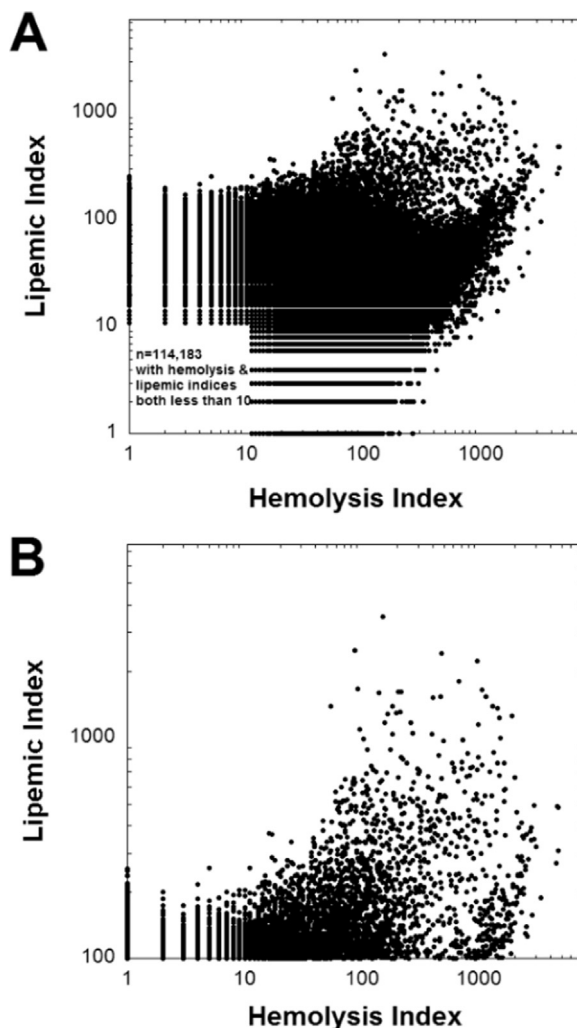 A
Lipemic Index
1000
100
10
1
n=114,183
with hemolysis &
lipemic indices
both less than 10
1 10 100 1000
Hemolysis Index
B
Lipemic Index
1000
100
1 10 100 1000
Hemolysis Index